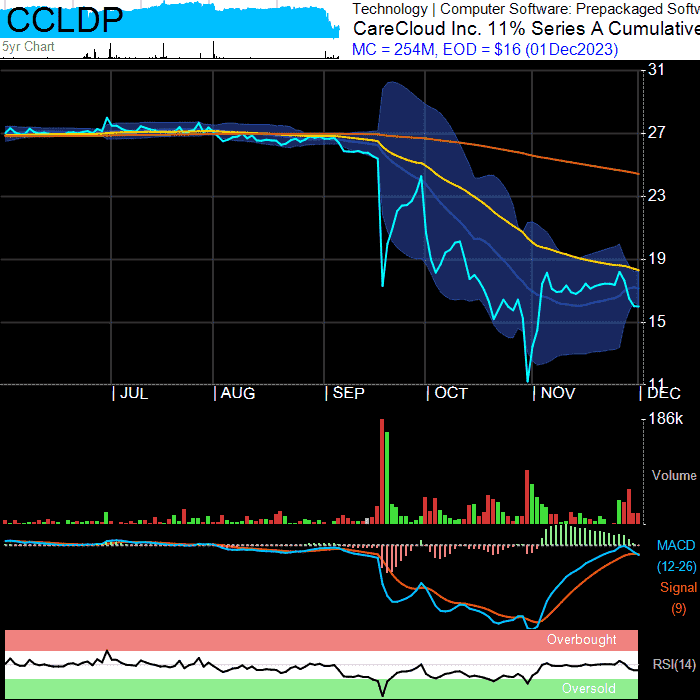 CCLDP
5yr Chart
Technology | Computer Software: Prepackaged Softw
CareCloud Inc. 11% Series A Cumulative
MC = 254M, EOD = $16 (01Dec2023)
31
27
23
19
15
11
JUL
AUG
SEP
OCT
NOV
DEC
186k
Volume
MACD
(12-26)
Signal
(9)
Overbought
RSI(14)
Oversold